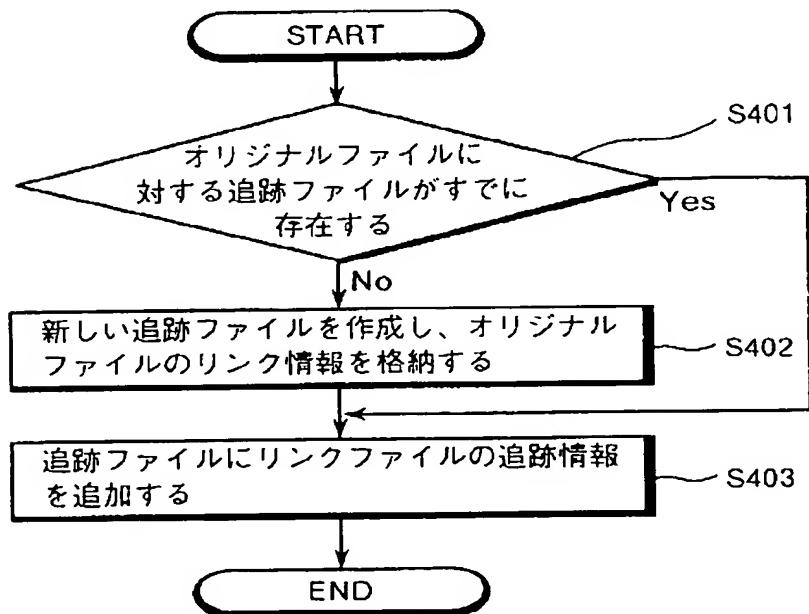 START
S401
オリジナルファイルに
対する追跡ファイルがすでに
存在する
Yes
No
新しい追跡ファイルを作成し、オリジナル
ファイルのリンク情報を格納する
S402
追跡ファイルにリンクファイルの追跡情報
を追加する
S403
END